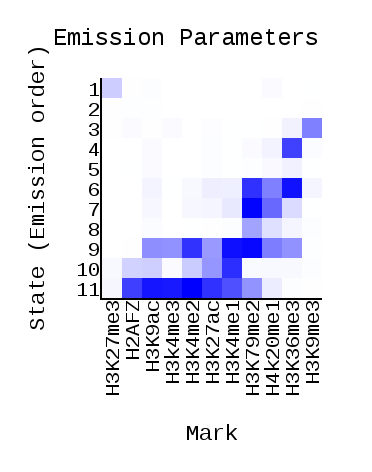 Emission Parameters
State (Emission order)
1
2
3
4
5
6
7
8
9
10
11
H3K27me3
H2AFZ
H3K9ac
H3k4me3
H3K4me2
H3K27ac
H3K4me1
H3K79me2
H4k20me1
H3K36me3
H3K9me3
Mark